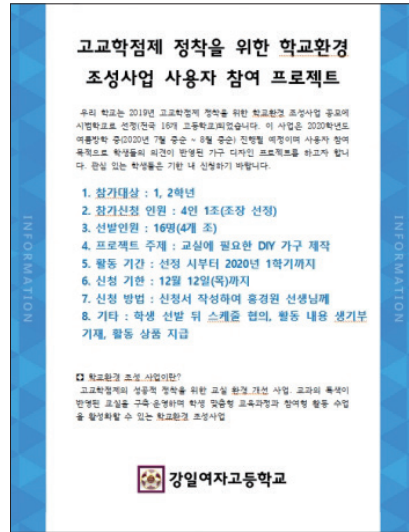 고교학점제 정착을 위한 학교환경
조성사업 사용자 참여 프로젝트
우리 학교는 2019년 고교학점제 정착을 위한 학교환경 조성사업 공모에
시범학교로 선정(전국 16개 고등학교)되었습니다. 이 사업은 2020학년도
여름방학 중(2020년 7월 중순 ~ 8월 중순) 진행될 예정이며 사용자 참여
목적으로 학생들의 의견이 반영된 가구 디자인 프로젝트를 하고자 합니
다. 관심 있는 학생들은 기한 내 신청하기 바랍니다.
1. 참가대상 : 1, 2학년
2. 참가신청 인원 : 4인 1조(조장 선정)
3. 선발인원 : 16명(4개 조)
4. 프로젝트 주제 : 교실에 필요한 DIY 가구 제작
5. 활동 기간 : 선정 시부터 2020년 1학기까지
6. 신청 기한 : 12월 12일(목)까지
7. 신청 방법 : 신청서 작성하여 홍경원 선생님께
8. 기타 : 학생 선발 뒤 스케줄 협의, 활동 내용 생기부
기재, 활동 상품 지급
INFORMATION
INFORMATION
학교환경 조성 사업이란?
고교학점제의 성공적 정착을 위한 교실 환경 개선 사업. 교과의 특색이
반영된 교실을 구축·운영하며 학생 맞춤형 교육과정과 참여형 활동 수업
을 활성화할 수 있는 학교환경 조성사업
강일여자고등학교